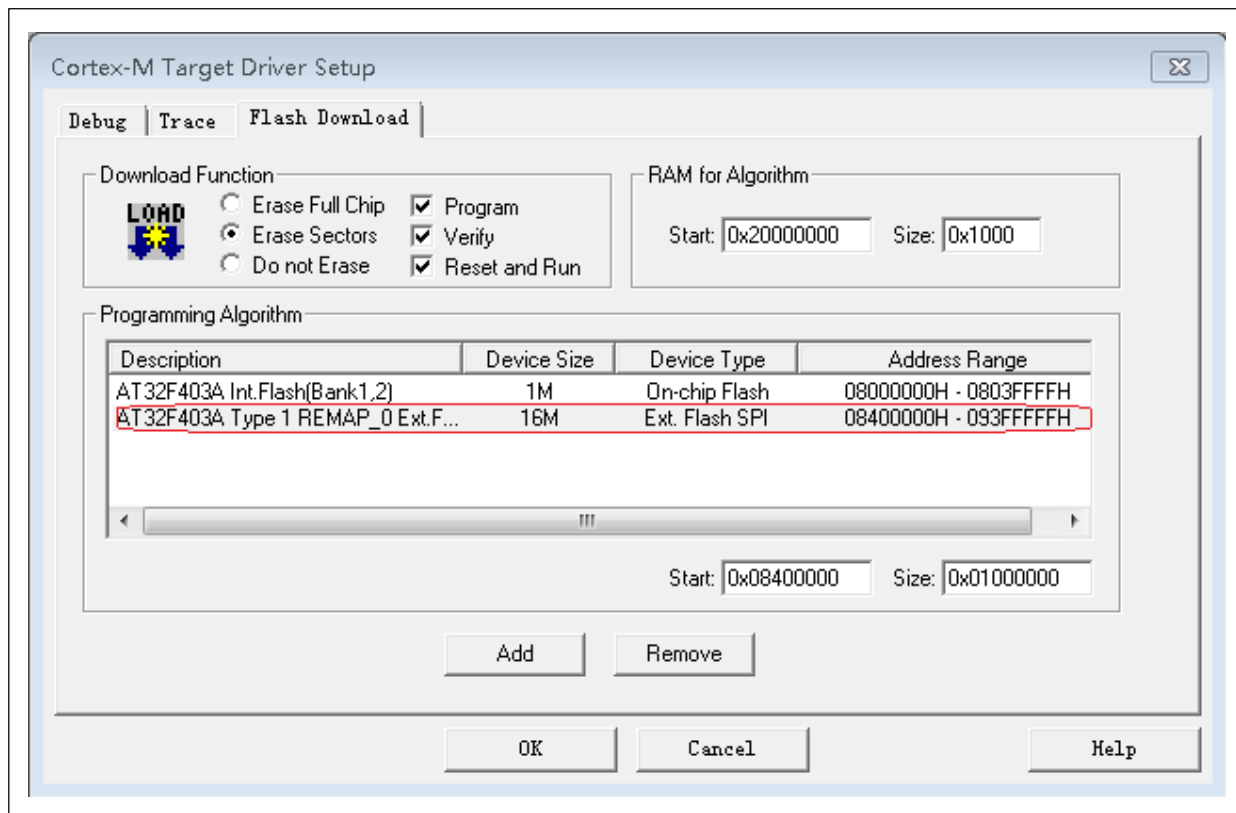 Cortex-M Target Driver Setup
Debug Trace Flash Download
Download Function
LOAD
Erase Full Chip Program
Erase Sectors Verify
Do not Erase Reset and Run
RAM for Algorithm
Start: 0x20000000 Size: 0x1000
Programming Algorithm
Description Device Size Device Type Address Range
AT32F403A Int.Flash(Bank1,2) 1M On-chip Flash 08000000H - 0803FFFFH
AT32F403A Type 1 REMAP_0 Ext.F... 16M Ext. Flash SPI 08400000H - 093FFFFFH
Start: 0x08400000 Size: 0x01000000
Add Remove
OK Cancel Help